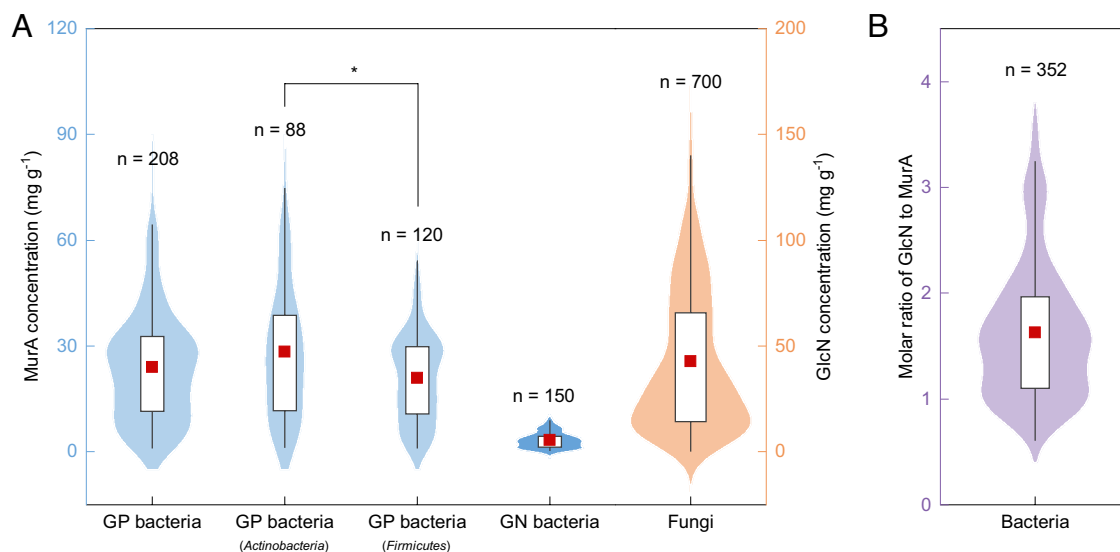 A
B
120
90
60
30
0
MurA concentration (mg g⁻¹)
*
n = 208
n = 88
n = 120
n = 150
n = 700
200
150
100
50
0
GlcN concentration (mg g⁻¹)
GP bacteria
GP bacteria
(Actinobacteria)
GP bacteria
(Firmicutes)
GN bacteria
Fungi
4
3
2
1
0
Molar ratio of GlcN to MurA
n = 352
Bacteria